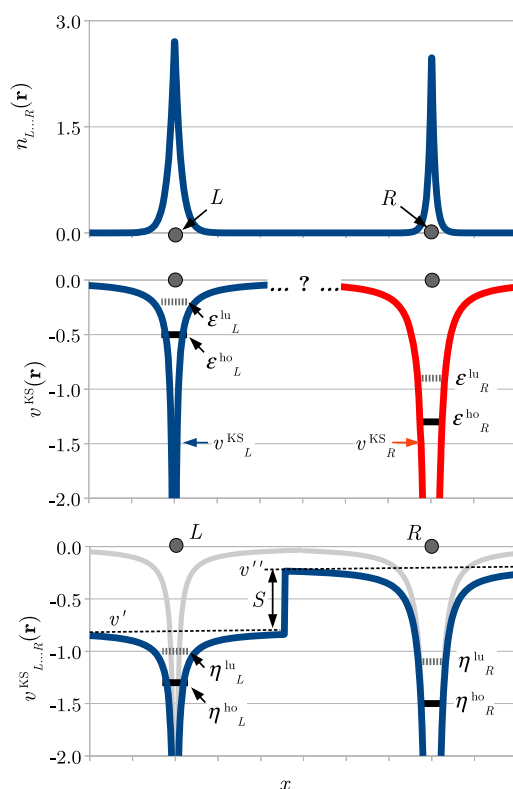 3.0
n_{L...R}(r)
1.5
0.0
L
R
0.0
... ? ...
-0.5
ε^{lu}_L
ε^{ho}_L
ε^{lu}_R
ε^{ho}_R
v^{KS}(r)
-1.0
-1.5
v^{KS}_L
v^{KS}_R
-2.0
0.0
L
R
v''
S
-0.5
v'
v^{KS}_{L...R}(r)
-1.0
η^{lu}_L
η^{ho}_L
η^{lu}_R
η^{ho}_R
-1.5
-2.0
x